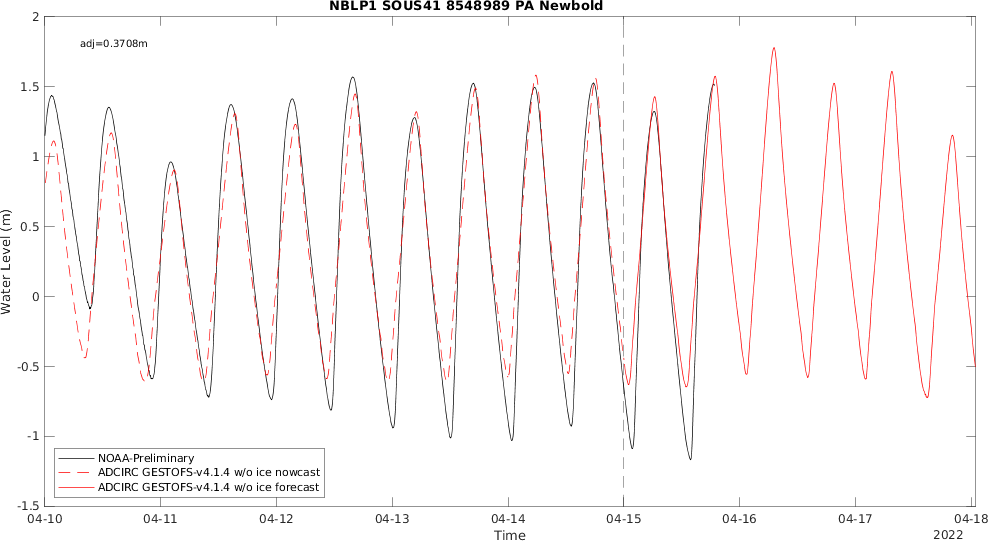 NBLP1 SOUS41 8548989 PA Newbold
adj=0.3708m
Water Level (m)
2
1.5
1
0.5
0
-0.5
-1
-1.5
NOAA-Preliminary
ADCIRC GESTOFS-v4.1.4 w/o ice nowcast
ADCIRC GESTOFS-v4.1.4 w/o ice forecast
04-10 04-11 04-12 04-13 04-14 04-15 04-16 04-17 04-18
Time
2022